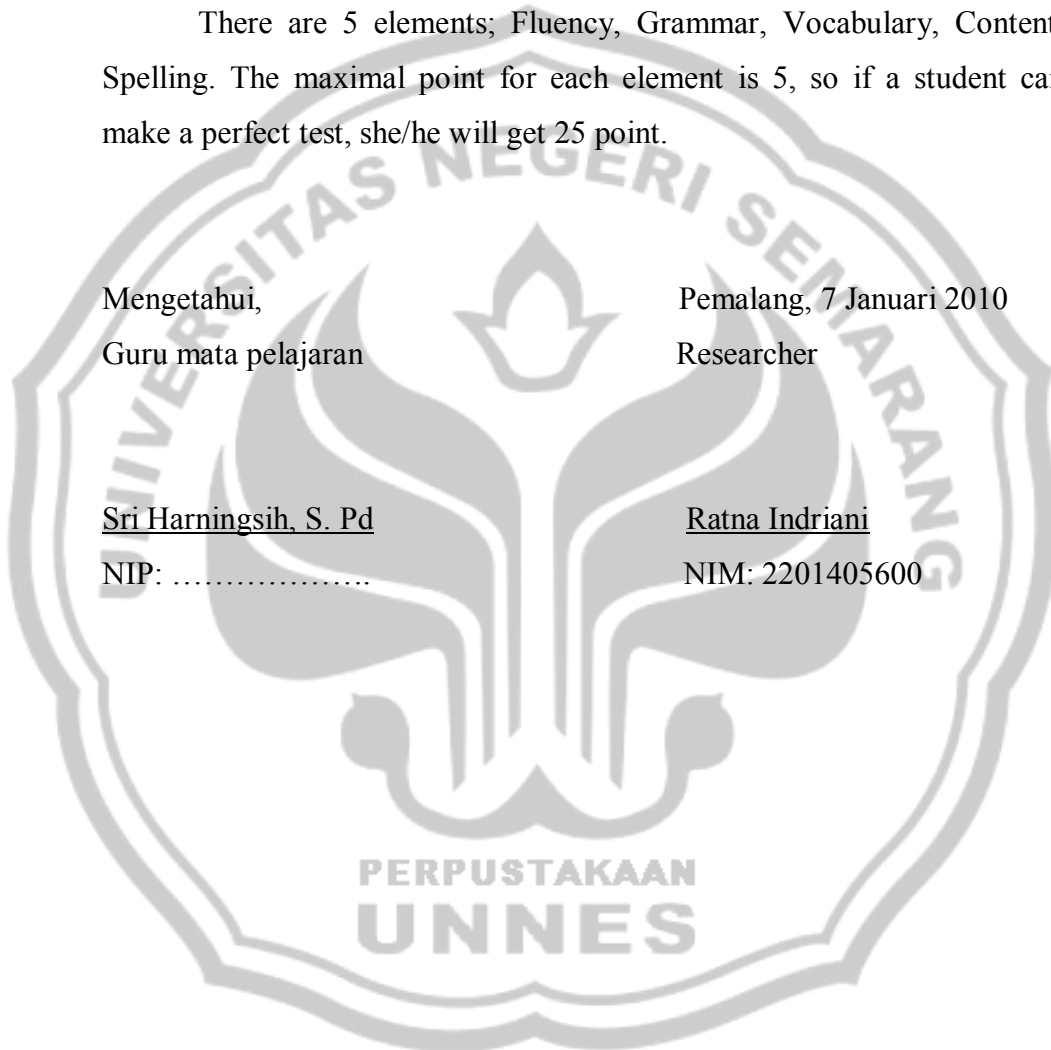 There are 5 elements; Fluency, Grammar, Vocabulary, Content
Spelling. The maximal point for each element is 5, so if a student can
make a perfect test, she/he will get 25 point.
UNIVERSITAS NEGERI SEMARANG
Mengetahui, Pemalang, 7 Januari 2010
Guru mata pelajaran Researcher
Sri Harningsih, S. Pd Ratna Indriani
NIP: ……………….. NIM: 2201405600
PERPUSTAKAAN
UNNES